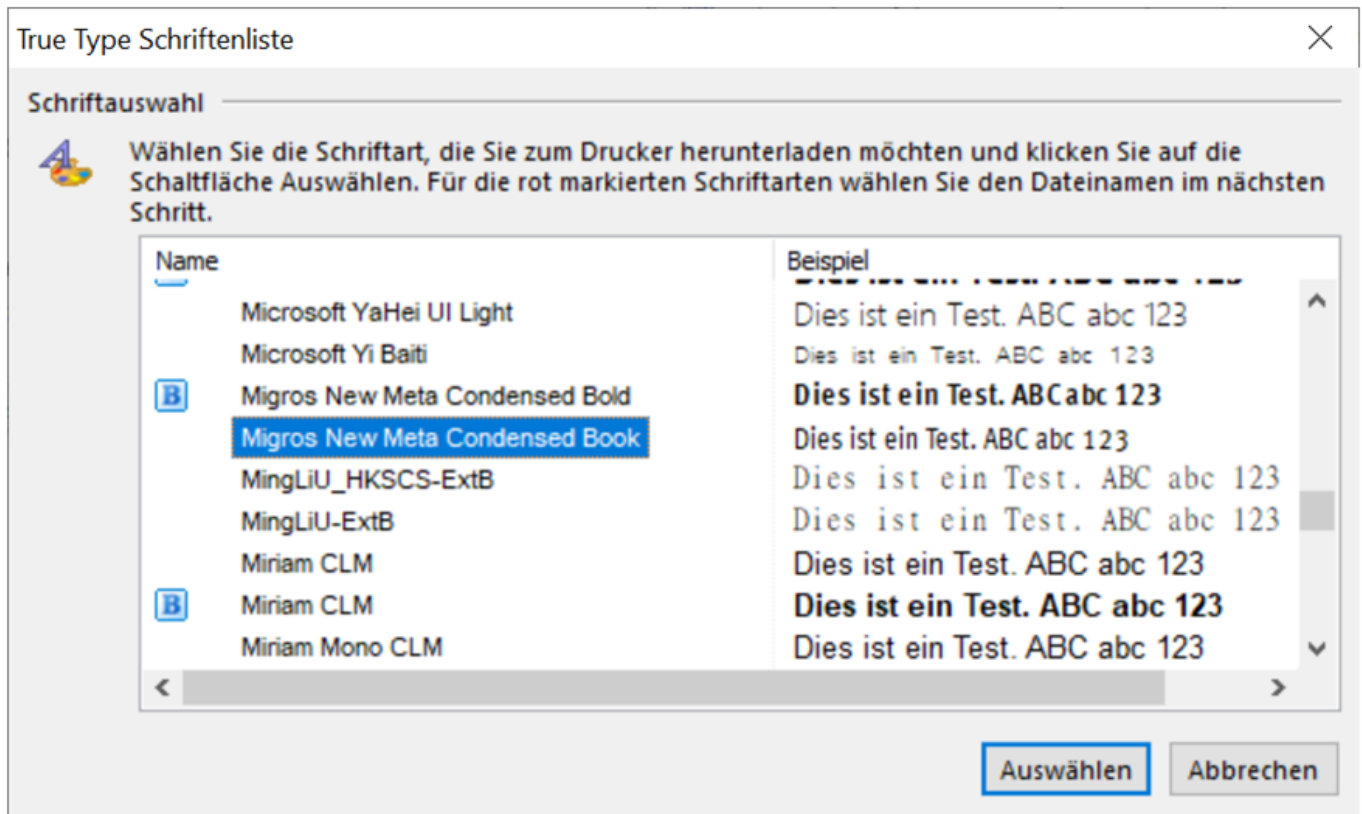 True Type Schriftenliste
Schriftauswahl
Wählen Sie die Schriftart, die Sie zum Drucker herunterladen möchten und klicken Sie auf die
Schaltfläche Auswählen. Für die rot markierten Schriftarten wählen Sie den Dateinamen im nächsten
Schritt.
Name Beispiel
Microsoft YaHei UI Light Dies ist ein Test. ABC abc 123
Microsoft Yi Baiti Dies ist ein Test. ABC abc 123
B Migros New Meta Condensed Bold Dies ist ein Test. ABC abc 123
Migros New Meta Condensed Book Dies ist ein Test. ABC abc 123
MingLiU_HKSCS-ExtB Dies ist ein Test. ABC abc 123
MingLiU-ExtB Dies ist ein Test. ABC abc 123
Miriam CLM Dies ist ein Test. ABC abc 123
B Miriam CLM Dies ist ein Test. ABC abc 123
Miriam Mono CLM Dies ist ein Test. ABC abc 123
Auswählen Abbrechen